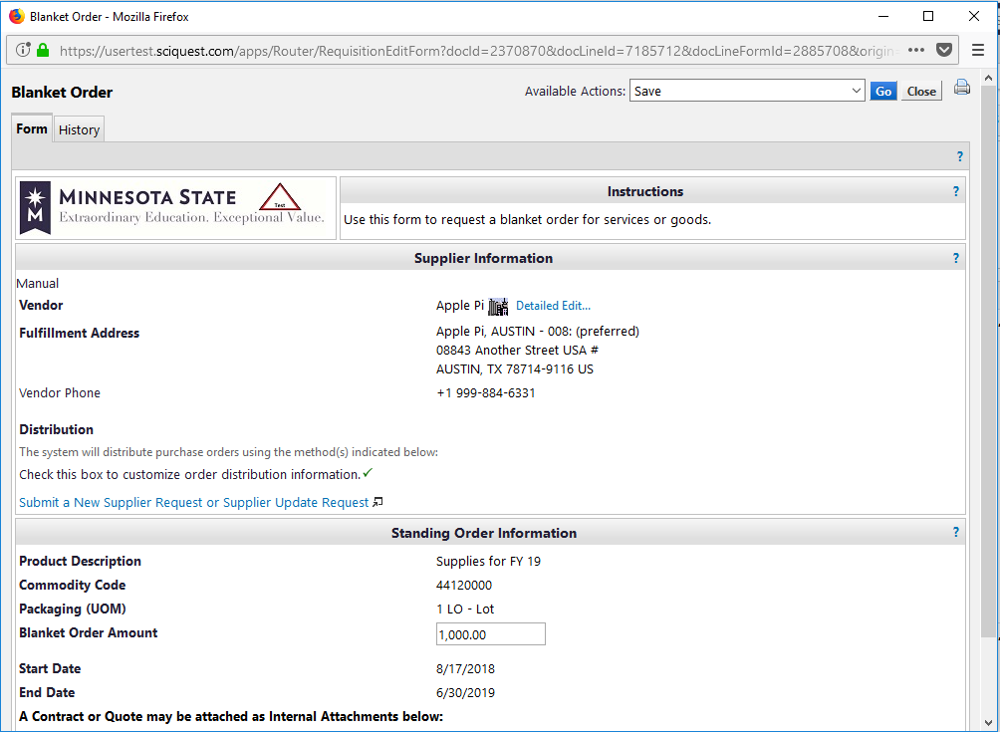 Blanket Order - Mozilla Firefox
https://usertest.sciquest.com/apps/Router/RequisitionEditForm?docId=2370870&docLineId=7185712&docLineFormId=2885708&origin
Blanket Order
Available Actions: Save Go Close
Form History
?
MINNESOTA STATE Test
Extraordinary Education. Exceptional Value.
M
Instructions ?
Use this form to request a blanket order for services or goods.
Supplier Information ?
Manual
Vendor Apple Pi Detailed Edit...
Fulfillment Address Apple Pi, AUSTIN - 008: (preferred)
08843 Another Street USA #
AUSTIN, TX 78714-9116 US
Vendor Phone +1 999-884-6331
Distribution
The system will distribute purchase orders using the method(s) indicated below:
Check this box to customize order distribution information.✓
Submit a New Supplier Request or Supplier Update Request
Standing Order Information ?
Product Description Supplies for FY 19
Commodity Code 44120000
Packaging (UOM) 1 LO - Lot
Blanket Order Amount 1,000.00
Start Date 8/17/2018
End Date 6/30/2019
A Contract or Quote may be attached as Internal Attachments below: